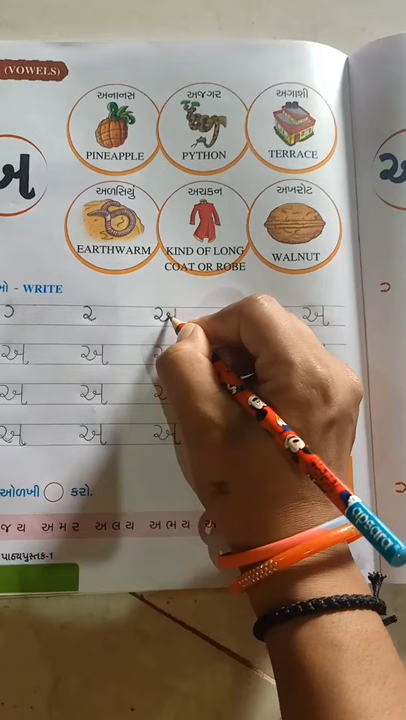 (VOWELS)
અનાનસ અજગર અગાશી
PINEAPPLE PYTHON TERRACE
અ
અળસિયું અચકન અખરોટ
EARTHWARM KIND OF LONG COAT OR ROBE WALNUT
- WRITE
અ
અ અ
અ અ
અ અ અ
ઓળખી ◯ કરો.
જય અમર અલય અભય
પાઠ્યપુસ્તક-1
apsara